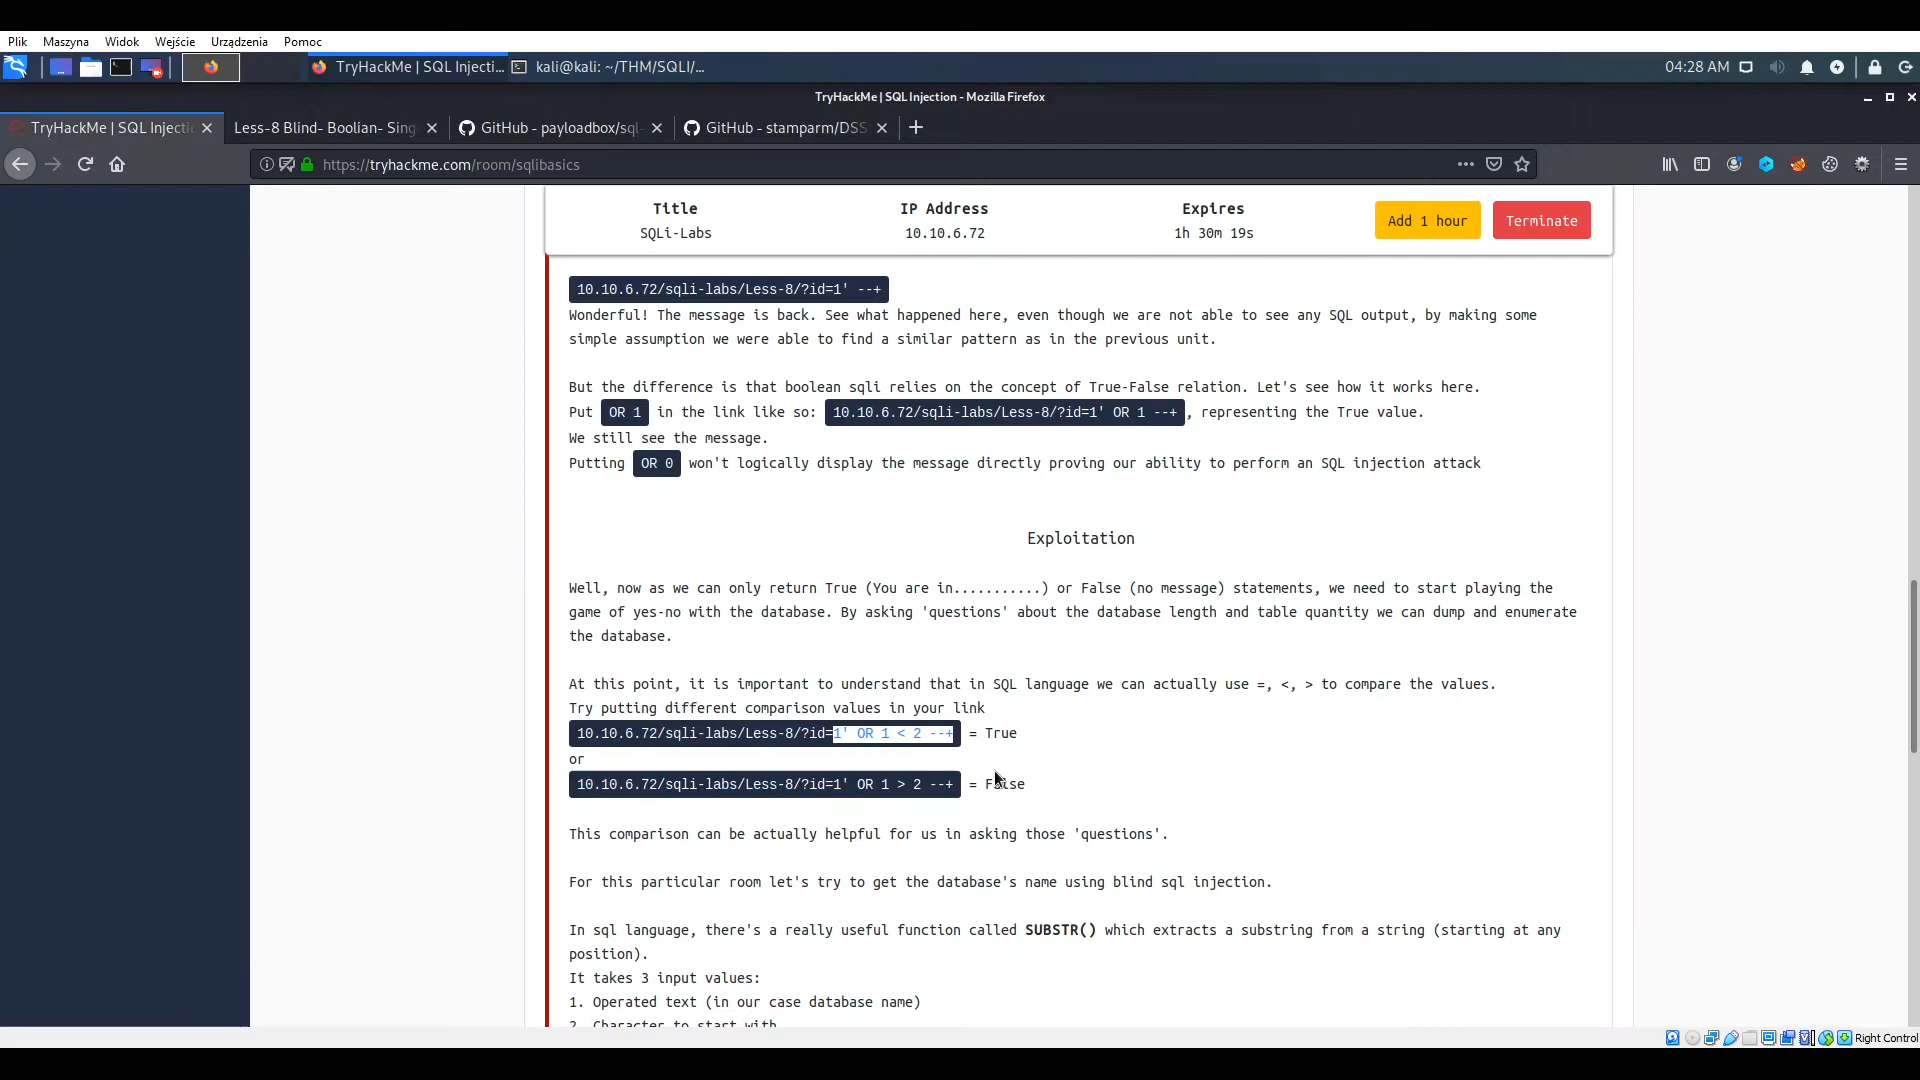 Plik Maszyna Widok Wejście Urządzenia Pomoc
TryHackMe | SQL Injecti... kali@kali: ~/THM/SQLI/... 04:28 AM
TryHackMe | SQL Injection - Mozilla Firefox
TryHackMe | SQL Injectio Less-8 Blind- Boolian- Sing GitHub - payloadbox/sql- GitHub - stamparm/DSS
https://tryhackme.com/room/sqlibasics
Title IP Address Expires
SQLi-Labs 10.10.6.72 1h 30m 19s Add 1 hour Terminate
10.10.6.72/sqli-labs/Less-8/?id=1' --+
Wonderful! The message is back. See what happened here, even though we are not able to see any SQL output, by making some
simple assumption we were able to find a similar pattern as in the previous unit.
But the difference is that boolean sqli relies on the concept of True-False relation. Let's see how it works here.
Put OR 1 in the link like so: 10.10.6.72/sqli-labs/Less-8/?id=1' OR 1 --+ , representing the True value.
We still see the message.
Putting OR 0 won't logically display the message directly proving our ability to perform an SQL injection attack
Exploitation
Well, now as we can only return True (You are in...........) or False (no message) statements, we need to start playing the
game of yes-no with the database. By asking 'questions' about the database length and table quantity we can dump and enumerate
the database.
At this point, it is important to understand that in SQL language we can actually use =, <, > to compare the values.
Try putting different comparison values in your link
10.10.6.72/sqli-labs/Less-8/?id=1' OR 1 < 2 --+ = True
or
10.10.6.72/sqli-labs/Less-8/?id=1' OR 1 > 2 --+ = False
This comparison can be actually helpful for us in asking those 'questions'.
For this particular room let's try to get the database's name using blind sql injection.
In sql language, there's a really useful function called SUBSTR() which extracts a substring from a string (starting at any
position).
It takes 3 input values:
1. Operated text (in our case database name)
2. Character to start with
Right Control